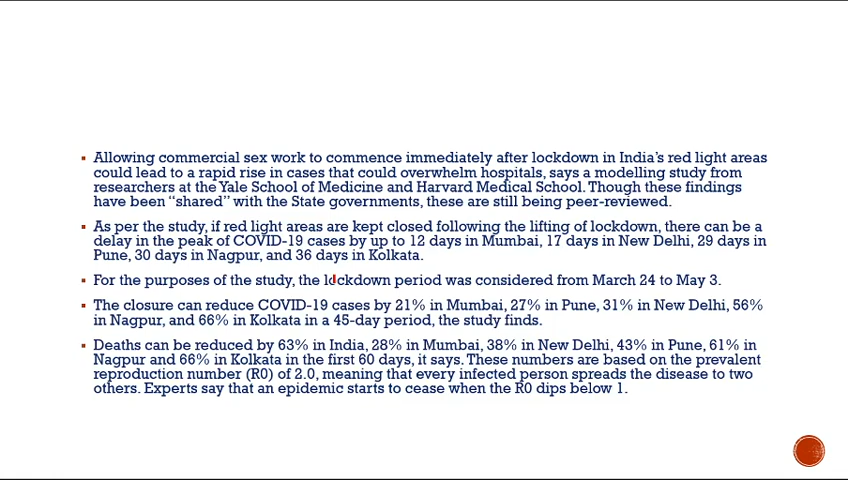 Allowing commercial sex work to commence immediately after lockdown in India's red light areas
could lead to a rapid rise in cases that could overwhelm hospitals, says a modelling study from
researchers at the Yale School of Medicine and Harvard Medical School. Though these findings
have been "shared" with the State governments, these are still being peer-reviewed.
As per the study, if red light areas are kept closed following the lifting of lockdown, there can be a
delay in the peak of COVID-19 cases by up to 12 days in Mumbai, 17 days in New Delhi, 29 days in
Pune, 30 days in Nagpur, and 36 days in Kolkata.
For the purposes of the study, the lockdown period was considered from March 24 to May 3.
The closure can reduce COVID-19 cases by 21% in Mumbai, 27% in Pune, 31% in New Delhi, 56%
in Nagpur, and 66% in Kolkata in a 45-day period, the study finds.
Deaths can be reduced by 63% in India, 28% in Mumbai, 38% in New Delhi, 43% in Pune, 61% in
Nagpur and 66% in Kolkata in the first 60 days, it says. These numbers are based on the prevalent
reproduction number (R0) of 2.0, meaning that every infected person spreads the disease to two
others. Experts say that an epidemic starts to cease when the R0 dips below 1.